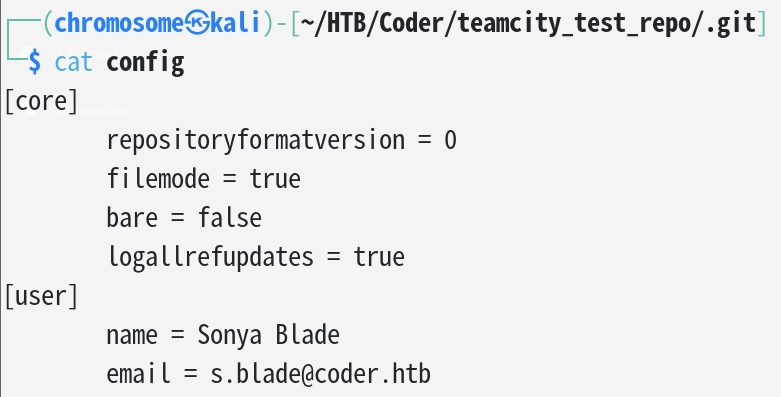 (chromosome㉿kali)-[~/HTB/Coder/teamcity_test_repo/.git]
$ cat config
[core]
repositoryformatversion = 0
filemode = true
bare = false
logallrefupdates = true
[user]
name = Sonya Blade
email = s.blade@coder.htb